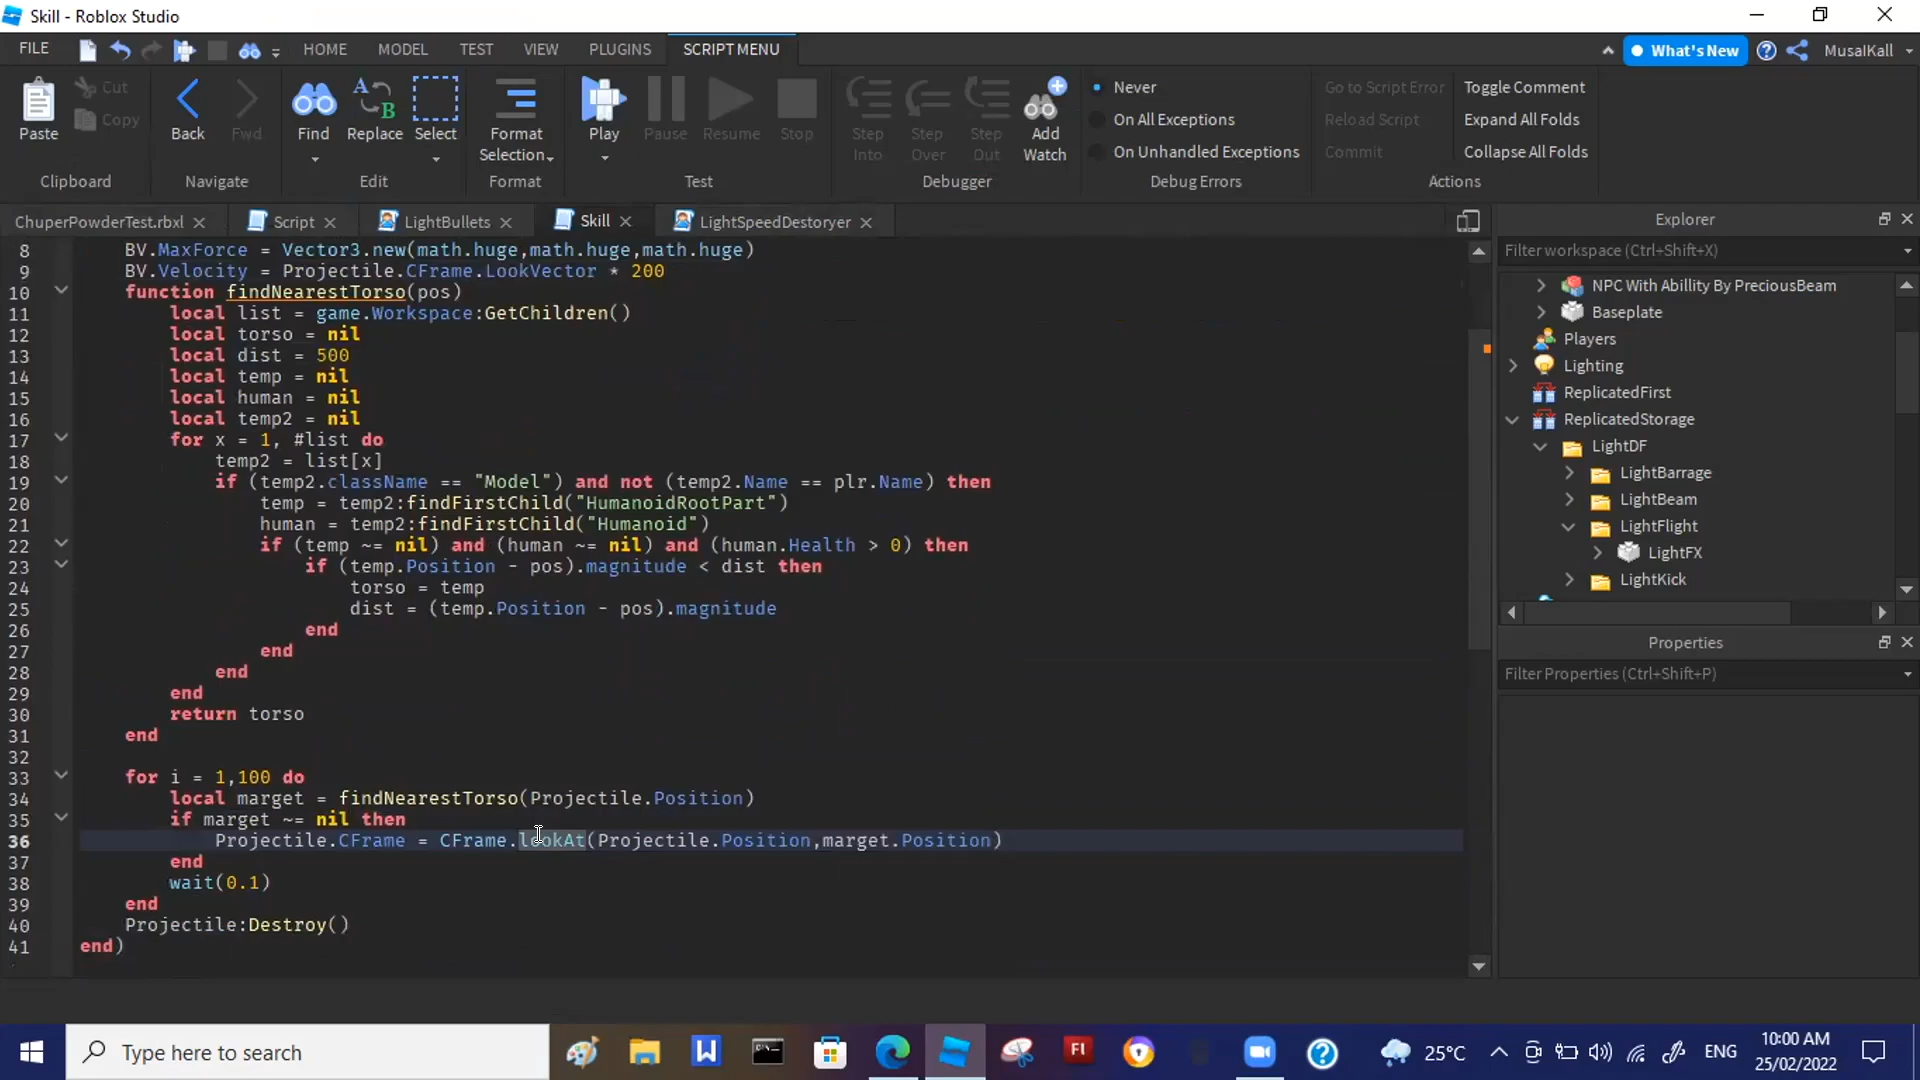 Skill - Roblox Studio
FILE HOME MODEL TEST VIEW PLUGINS SCRIPT MENU What's New MusaIKall
Paste Cut Copy
Back Fwd
Find Replace Select
Format Selection
Play Pause Resume Stop
Step Into Step Over Step Out Add Watch
Never
On All Exceptions
On Unhandled Exceptions
Go to Script Error
Reload Script
Commit
Toggle Comment
Expand All Folds
Collapse All Folds
Clipboard Navigate Edit Format Test Debugger Debug Errors Actions
ChuperPowderTest.rbxl Script LightBullets Skill LightSpeedDestoryer
8 BV.MaxForce = Vector3.new(math.huge,math.huge,math.huge)
9 BV.Velocity = Projectile.CFrame.LookVector * 200
10 function findNearestTorso(pos)
11 local list = game.Workspace:GetChildren()
12 local torso = nil
13 local dist = 500
14 local temp = nil
15 local human = nil
16 local temp2 = nil
17 for x = 1, #list do
18 temp2 = list[x]
19 if (temp2.className == "Model") and not (temp2.Name == plr.Name) then
20 temp = temp2:findFirstChild("HumanoidRootPart")
21 human = temp2:findFirstChild("Humanoid")
22 if (temp ~= nil) and (human ~= nil) and (human.Health > 0) then
23 if (temp.Position - pos).magnitude < dist then
24 torso = temp
25 dist = (temp.Position - pos).magnitude
26 end
27 end
28 end
29 end
30 return torso
31 end
32
33 for i = 1,100 do
34 local marget = findNearestTorso(Projectile.Position)
35 if marget ~= nil then
36 Projectile.CFrame = CFrame.lookAt(Projectile.Position,marget.Position)
37 end
38 wait(0.1)
39 end
40 Projectile:Destroy()
41 end)
Explorer
Filter workspace (Ctrl+Shift+X)
NPC With Abillity By PreciousBeam
Baseplate
Players
Lighting
ReplicatedFirst
ReplicatedStorage
LightDF
LightBarrage
LightBeam
LightFlight
LightFX
LightKick
Properties
Filter Properties (Ctrl+Shift+P)
Type here to search
Fl
25°C
ENG
10:00 AM
25/02/2022